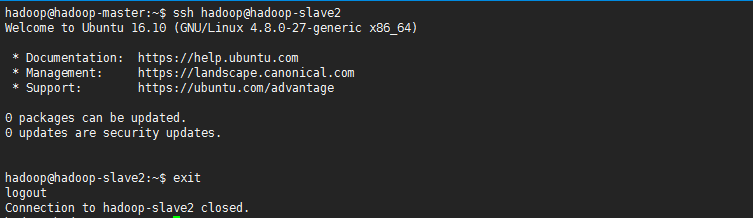 hadoop@hadoop-master:~$ ssh hadoop@hadoop-slave2
Welcome to Ubuntu 16.10 (GNU/Linux 4.8.0-27-generic x86_64)
* Documentation:  https://help.ubuntu.com
* Management:     https://landscape.canonical.com
* Support:        https://ubuntu.com/advantage
0 packages can be updated.
0 updates are security updates.
hadoop@hadoop-slave2:~$ exit
logout
Connection to hadoop-slave2 closed.